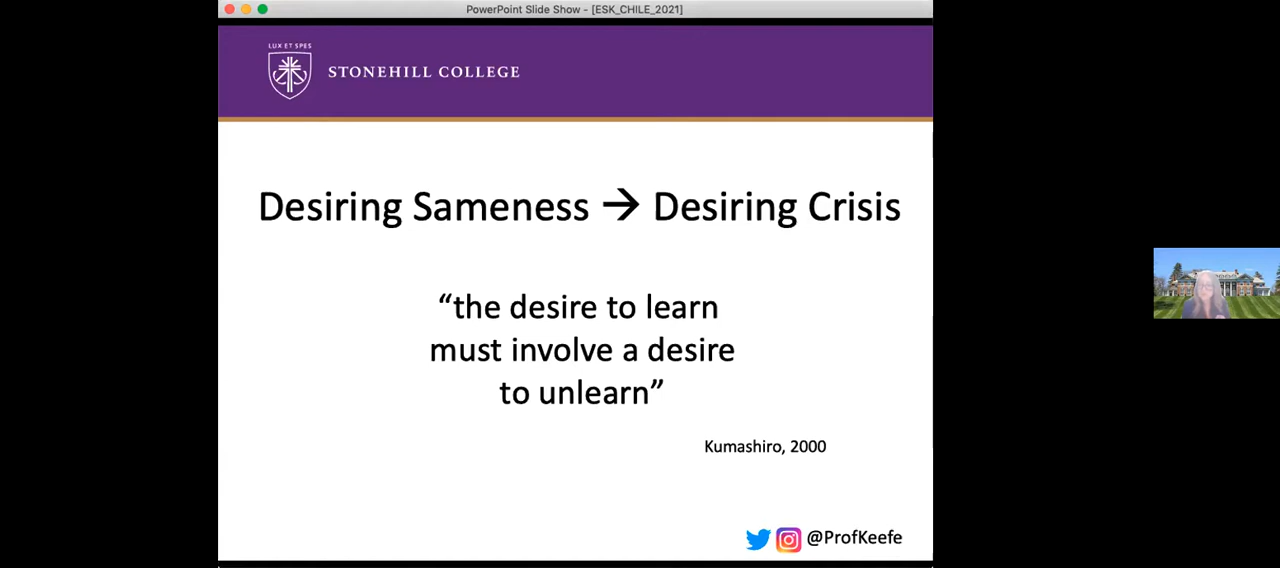 PowerPoint Slide Show - [ESK_CHILE_2021]
LUX ET SPES
STONEHILL COLLEGE
Desiring Sameness → Desiring Crisis
“the desire to learn
must involve a desire
to unlearn”
Kumashiro, 2000
@ProfKeefe